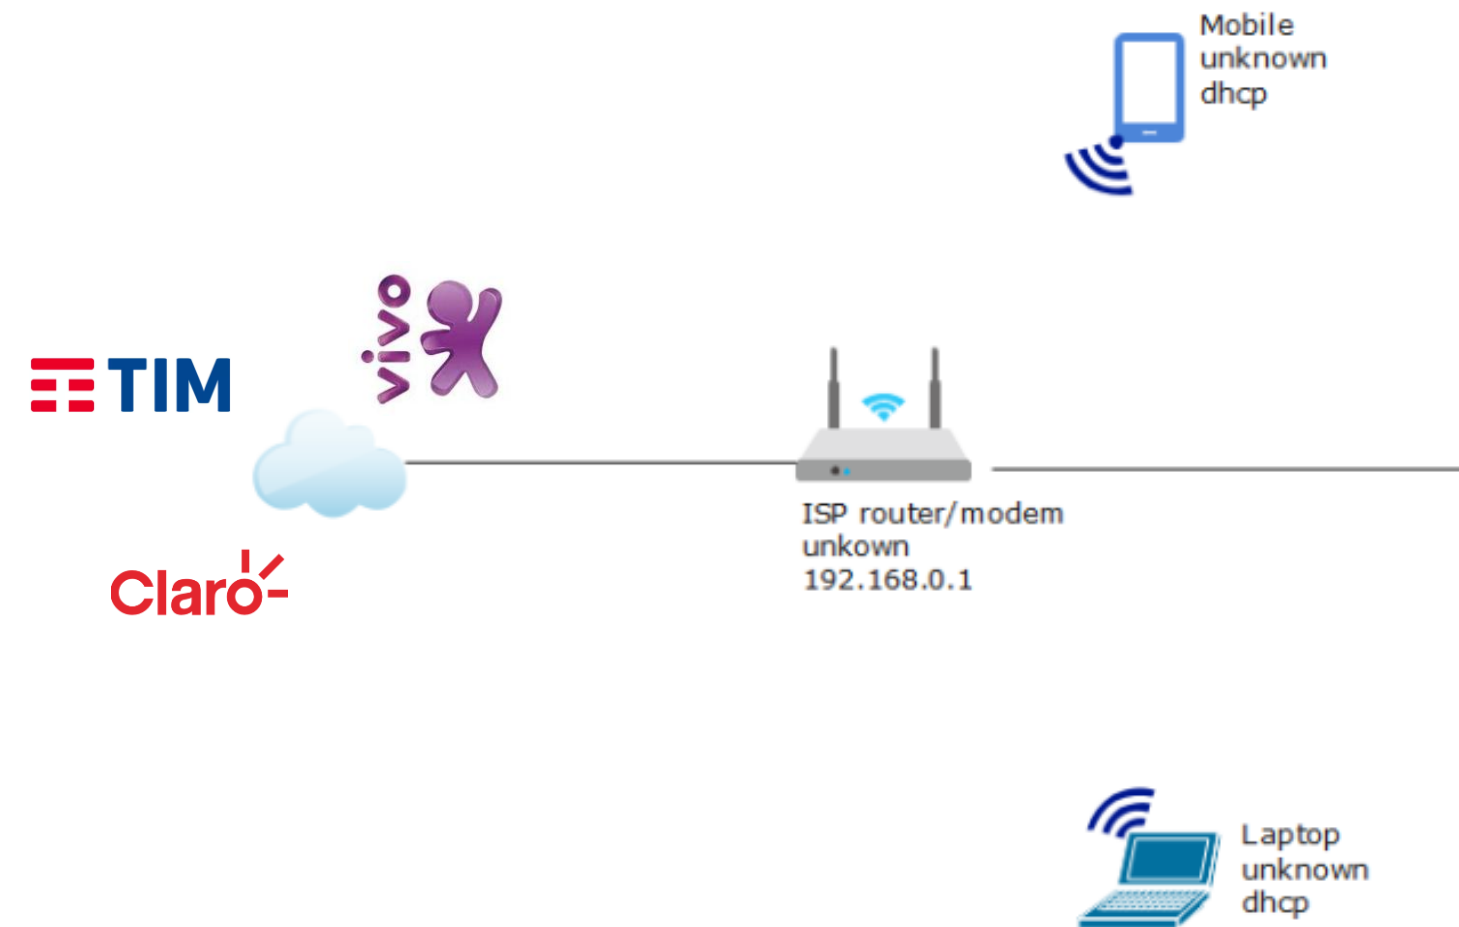 Mobile
unknown
dhcp
vivo
TIM
ISP router/modem
unkown
192.168.0.1
Claro-
Laptop
unknown
dhcp